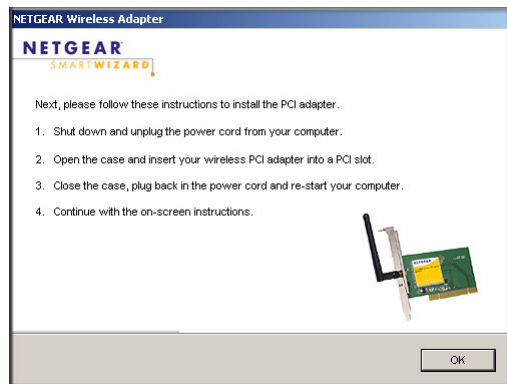 NETGEAR Wireless Adapter
NETGEAR
SMARTWIZARD
Next, please follow these instructions to install the PCI adapter.
1. Shut down and unplug the power cord from your computer.
2. Open the case and insert your wireless PCI adapter into a PCI slot.
3. Close the case, plug back in the power cord and re-start your computer.
4. Continue with the on-screen instructions.
NETGEAR
OK